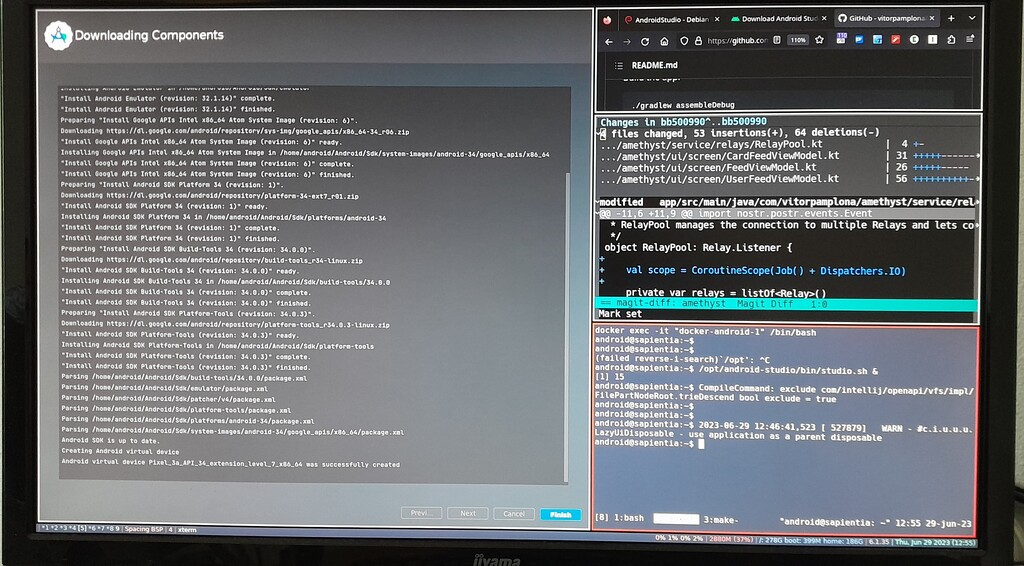 Downloading Components
"Install Android Emulator (revision: 32.1.14)" complete.
"Install Android Emulator (revision: 32.1.14)" finished.
Preparing "Install Google APIs Intel x86_64 Atom System Image (revision: 6)".
Downloading https://dl.google.com/android/repository/sys-img/google_apis/x86_64-34_r06.zip
"Install Google APIs Intel x86_64 Atom System Image (revision: 6)" ready.
Installing Google APIs Intel x86_64 Atom System Image in /home/android/Android/Sdk/system-images/android-34/google_apis/x86_64
"Install Google APIs Intel x86_64 Atom System Image (revision: 6)" complete.
"Install Google APIs Intel x86_64 Atom System Image (revision: 6)" finished.
Preparing "Install Android SDK Platform 34 (revision: 1)".
Downloading https://dl.google.com/android/repository/platform-34-ext7_r01.zip
"Install Android SDK Platform 34 (revision: 1)" ready.
Installing Android SDK Platform 34 in /home/android/Android/Sdk/platforms/android-34
"Install Android SDK Platform 34 (revision: 1)" complete.
"Install Android SDK Platform 34 (revision: 1)" finished.
Preparing "Install Android SDK Build-Tools 34 (revision: 34.0.0)".
Downloading https://dl.google.com/android/repository/build-tools_r34-linux.zip
"Install Android SDK Build-Tools 34 (revision: 34.0.0)" ready.
Installing Android SDK Build-Tools 34 in /home/android/Android/Sdk/build-tools/34.0.0
"Install Android SDK Build-Tools 34 (revision: 34.0.0)" complete.
"Install Android SDK Build-Tools 34 (revision: 34.0.0)" finished.
Preparing "Install Android SDK Platform-Tools (revision: 34.0.3)".
Downloading https://dl.google.com/android/repository/platform-tools_r34.0.3-linux.zip
"Install Android SDK Platform-Tools (revision: 34.0.3)" ready.
Installing Android SDK Platform-Tools in /home/android/Android/Sdk/platform-tools
"Install Android SDK Platform-Tools (revision: 34.0.3)" complete.
"Install Android SDK Platform-Tools (revision: 34.0.3)" finished.
Parsing /home/android/Android/Sdk/build-tools/34.0.0/package.xml
Parsing /home/android/Android/Sdk/emulator/package.xml
Parsing /home/android/Android/Sdk/patcher/v4/package.xml
Parsing /home/android/Android/Sdk/platform-tools/package.xml
Parsing /home/android/Android/Sdk/platforms/android-34/package.xml
Parsing /home/android/Android/Sdk/system-images/android-34/google_apis/x86_64/package.xml
Android SDK is up to date.
Creating Android virtual device
Android virtual device Pixel_3a_API_34_extension_level_7_x86_64 was successfully created
Previ... Next Cancel Finish
*1 *2 *3 *4 [5] *6 *7 *8 9 | Spacing BSP | 4 | xterm
AndroidStudio - Debian × Download Android Stu × GitHub - vitorpamplona × +
https://github.co 110%
README.md
./gradlew assembleDebug
Changes in bb500990^..bb500990
4 files changed, 53 insertions(+), 64 deletions(-)
.../amethyst/service/relays/RelayPool.kt | 4 +-
.../amethyst/ui/screen/CardFeedViewModel.kt | 31 +++++------
.../amethyst/ui/screen/FeedViewModel.kt | 26 +++++-----
.../amethyst/ui/screen/UserFeedViewModel.kt | 56 ++++++++++
modified app/src/main/java/com/vitorpamplona/amethyst/service/rel
@@ -11,6 +11,9 @@ import nostr.postr.events.Event
* RelayPool manages the connection to multiple Relays and lets co
*/
object RelayPool: Relay.Listener {
+
+ val scope = CoroutineScope(Job() + Dispatchers.IO)
+
private var relays = listOf<Relay>()
== magit-diff: amethyst Magit Diff 1:0
Mark set
docker exec -it "docker-android-1" /bin/bash
android@sapientia:~$
android@sapientia:~$
(failed reverse-i-search)`/opt': ^C
android@sapientia:~$ /opt/android-studio/bin/studio.sh &
[1] 15
android@sapientia:~$ CompileCommand: exclude com/intellij/openapi/vfs/impl/
FilePartNodeRoot.trieDescend bool exclude = true
android@sapientia:~$
android@sapientia:~$
android@sapientia:~$ 2023-06-29 12:46:41,523 [ 527879] WARN - #c.i.u.u.u.
LazyUiDisposable - use application as a parent disposable
android@sapientia:~$
[8] 1:bash 3:make- "android@sapientia: ~" 12:55 29-jun-23
0% 1% 0% 2% | 2880M (37%) | /: 278G boot: 399M home: 186G | 6.1.35 | Thu, Jun 29 2023 (12:55)
iiyama